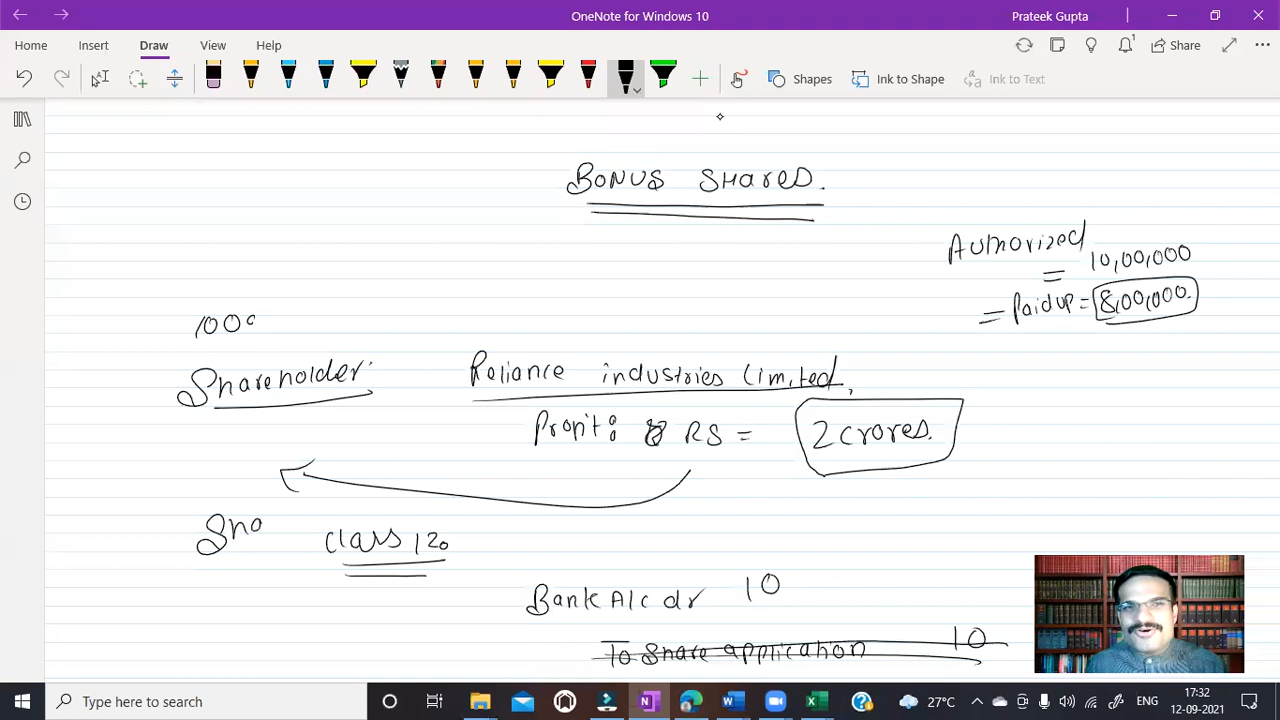 OneNote for Windows 10
Prateek Gupta
Home Insert Draw View Help
Share
Shapes
Ink to Shape
Ink to Text
BONUS SHares.
Authorized
= 10,00,000
= Paid up = 8,00,000.
1000
Shareholder
Reliance industries Limited,
Profit: RS = 2 crores.
Sha
Class 120
Bank A/c dr 10
To Share application 10
Type here to search
27°C
ENG
17:32
12-09-2021